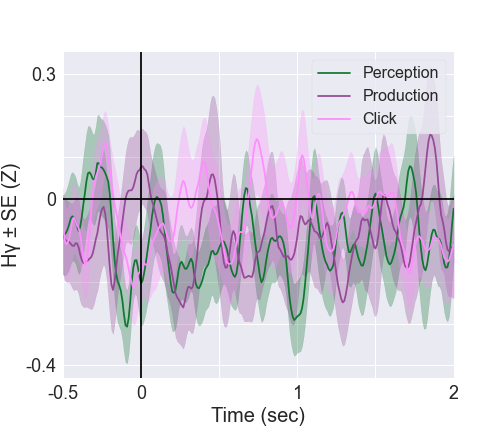 Perception
Production
Click
0.3
0
-0.4
Hγ ± SE (Z)
-0.5
0
1
2
Time (sec)